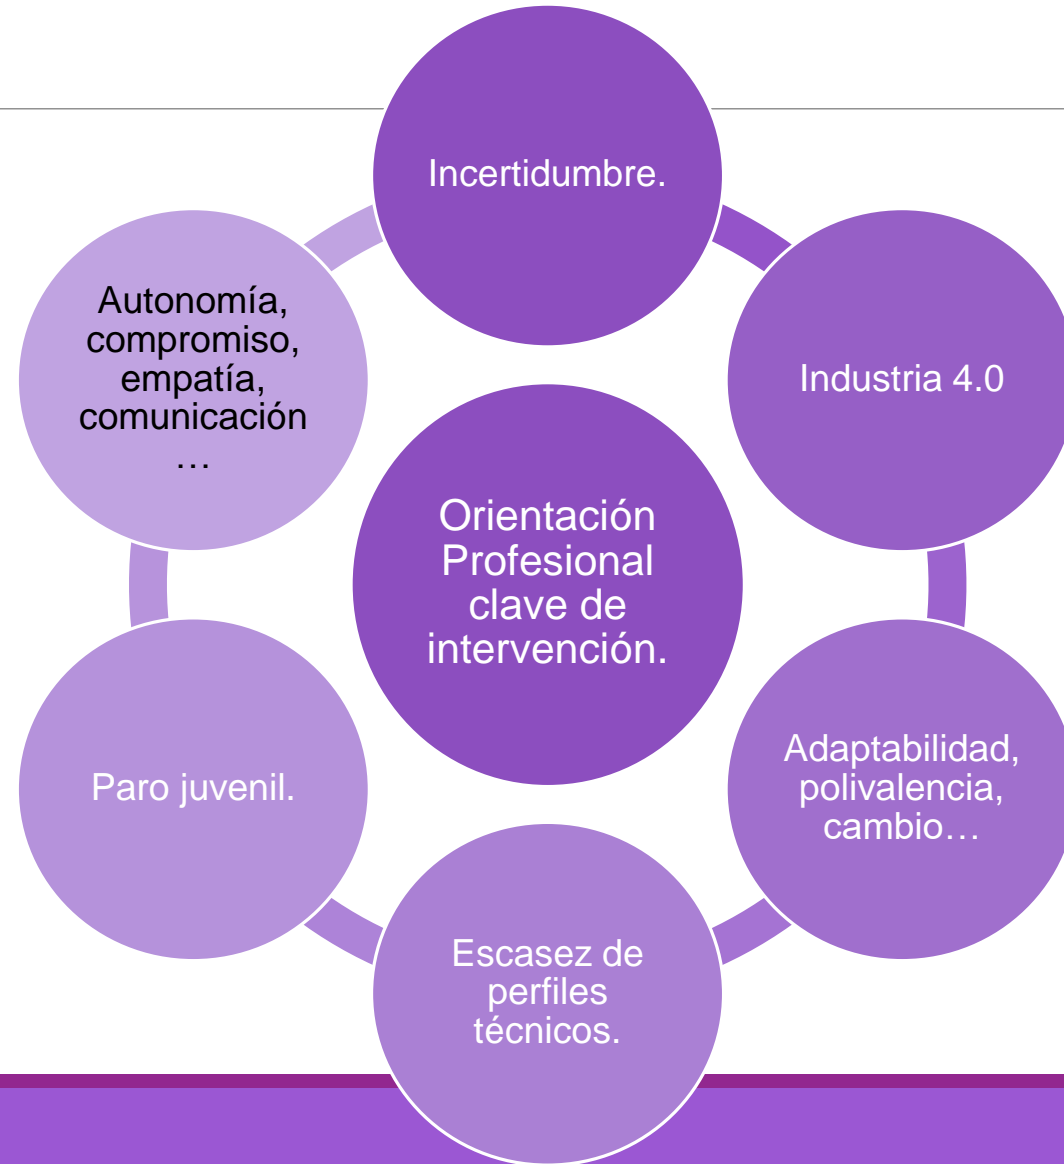 Incertidumbre.
Industria 4.0
Adaptabilidad,
polivalencia,
cambio…
Escasez de
perfiles
técnicos.
Paro juvenil.
Autonomía,
compromiso,
empatía,
comunicación
…
Orientación
Profesional
clave de
intervención.